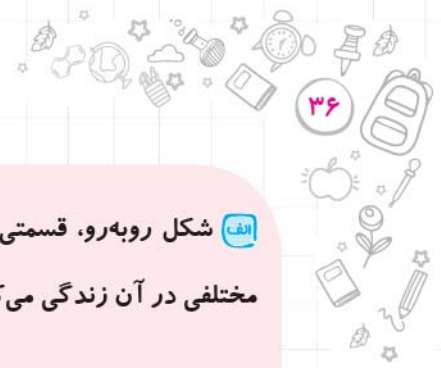 ۳۶
الف شکل روبه‌رو، قسمتی
مختلفی در آن زندگی می